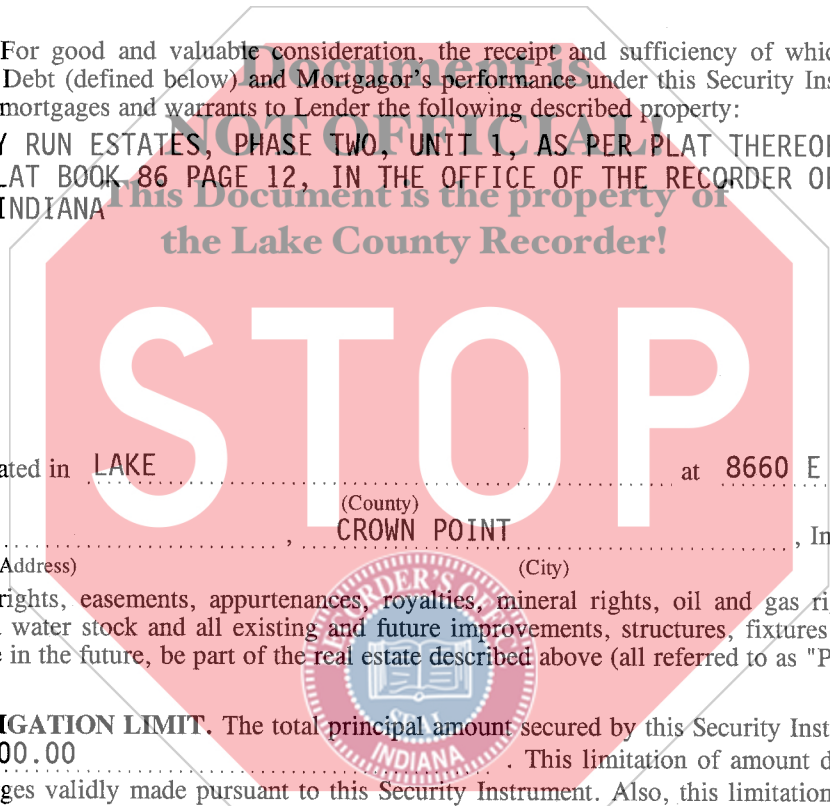 For good and valuable consideration, the receipt and sufficiency of whic
Document is
Debt (defined below) and Mortgagor's performance under this Security Ins
mortgages and warrants to Lender the following described property:
NOT OFFICIAL!
Y RUN ESTATES, PHASE TWO, UNIT 1, AS PER PLAT THEREOF
LAT BOOK 86 PAGE 12, IN THE OFFICE OF THE RECORDER OF
This Document is the property of
INDIANA
the Lake County Recorder!
STOP
ated in LAKE at 8660 E
(County)
, CROWN POINT , In
Address) (City)
rights, easements, appurtenances, royalties, mineral rights, oil and gas ri
water stock and all existing and future improvements, structures, fixtures
e in the future, be part of the real estate described above (all referred to as "P
RECORDER'S OFFICE
SEAL
INDIANA
IGATION LIMIT. The total principal amount secured by this Security Inst
00.00 . This limitation of amount d
ges validly made pursuant to this Security Instrument. Also, this limitation